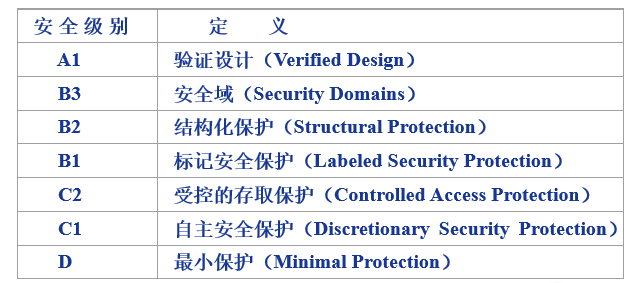 安全级别 定 义
A1 验证设计（Verified Design）
B3 安全域（Security Domains）
B2 结构化保护（Structural Protection）
B1 标记安全保护（Labeled Security Protection）
C2 受控的存取保护（Controlled Access Protection）
C1 自主安全保护（Discretionary Security Protection）
D 最小保护（Minimal Protection）